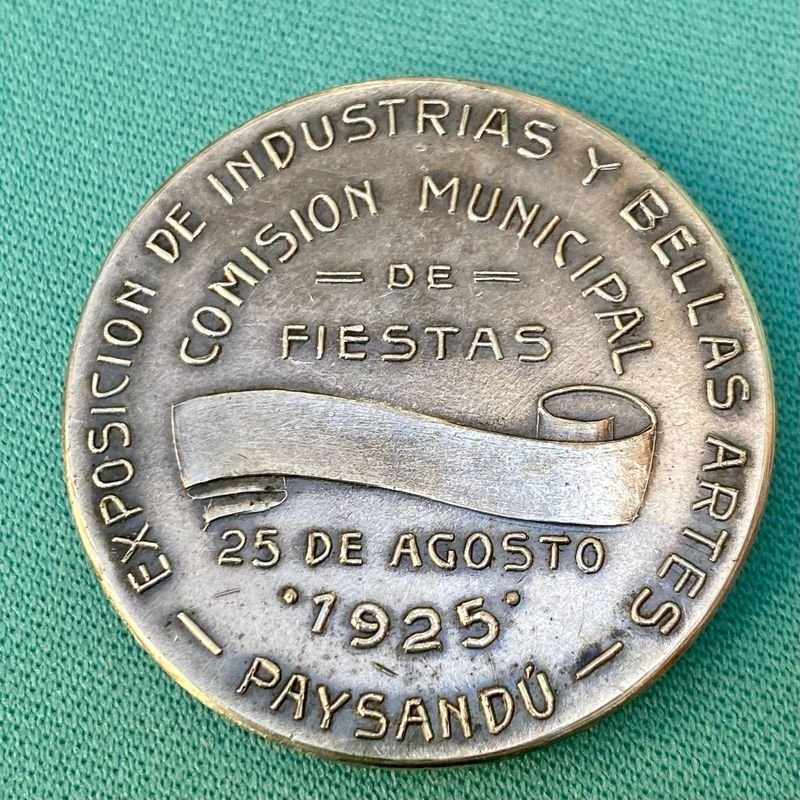 EXPOSICION DE INDUSTRIAS Y BELLAS ARTES
COMISION MUNICIPAL
= DE =
FIESTAS
25 DE AGOSTO
·1925·
— PAYSANDÚ —